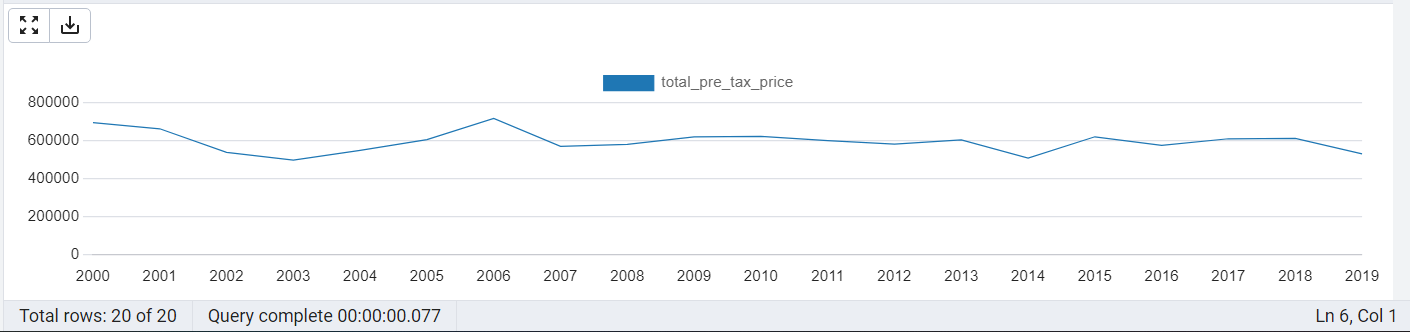 total_pre_tax_price
800000
600000
400000
200000
0
2000 2001 2002 2003 2004 2005 2006 2007 2008 2009 2010 2011 2012 2013 2014 2015 2016 2017 2018 2019
Total rows: 20 of 20 Query complete 00:00:00.077 Ln 6, Col 1